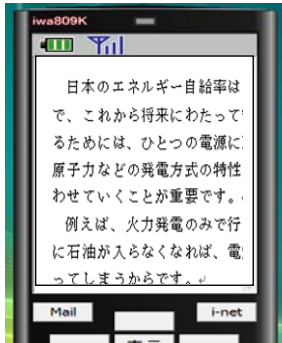 iwa809K
日本のエネルギー自給率は
で、これから将来にわたって
るためには、ひとつの電源に
原子力などの発電方式の特性
わせていくことが重要です。
例えば、火力発電のみで行
に石油が入らなくなれば、電
ってしまうからです。
Mail
i-net